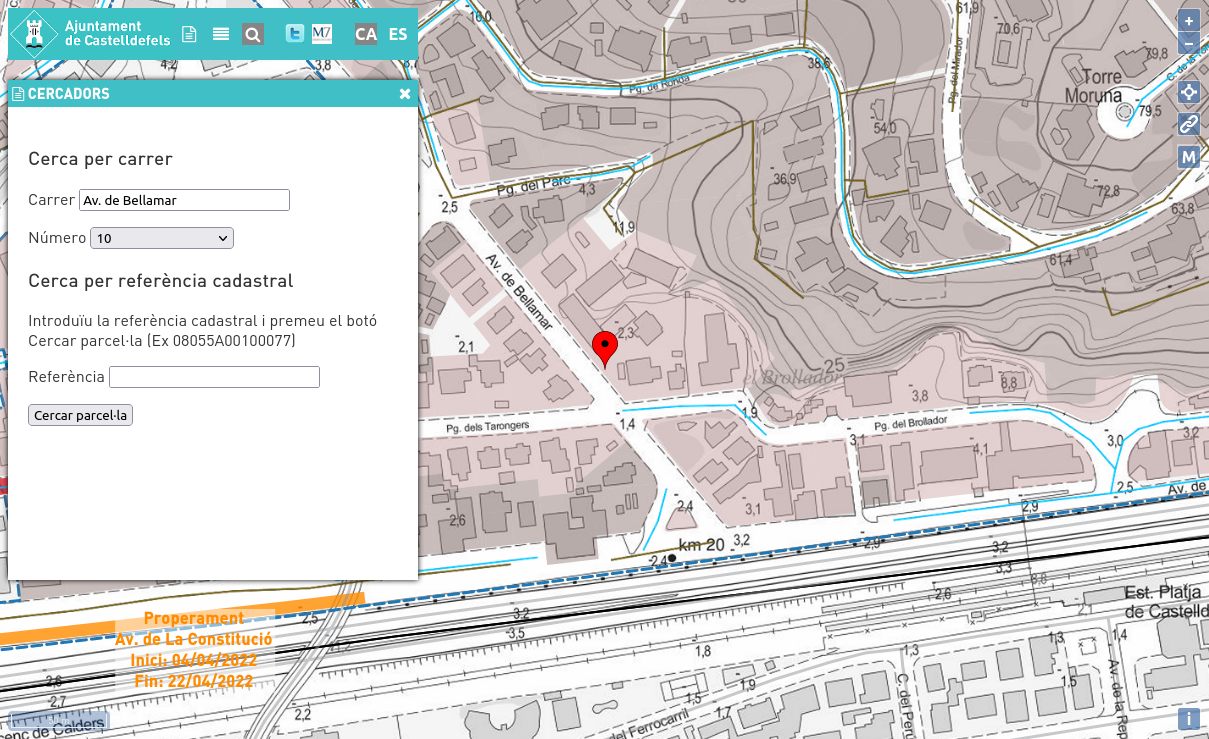 Ajuntament
de Castelldefels
M7
CA
ES
CERCADORS
×
Cerca per carrer
Carrer Av. de Bellamar
Número 10
Cerca per referència cadastral
Introduïu la referència cadastral i premeu el botó
Cercar parcel·la (Ex 08055A00100077)
Referència
Cercar parcel·la
+
−
M
i
16,0
61,9
70,6
79,8
4,2
3,8
38,6
Pg. de Ronda
Pg. del Mirador
Torre
Moruna
79,5
54,0
Pg. del Parc
4,3
36,9
72,8
2,5
63,8
11,9
61,4
Av. de Bellamar
2,3
2,1
25
el Brollador
3,8
8,8
1,9
1,4
Pg. dels Tarongers
Pg. del Brollador
3,1
4,1
3,0
3,2
2,5
Av. de
2,4
3,1
2,9
2,6
km 20
3,2
2,9
3,2
2,4
3,3
3,8
2,6
2,1
Est. Platja
de Castelld
Properament
Av. de La Constitució
Inici: 04/04/2022
Fin: 22/04/2022
2,5
3,2
3,5
1,8
1,3
1,3
1,4
1,5
1,9
1,5
1,7
2,7
2,2
C. del Perú
Av. de la Rep
del Ferrocarril
enc de Calders